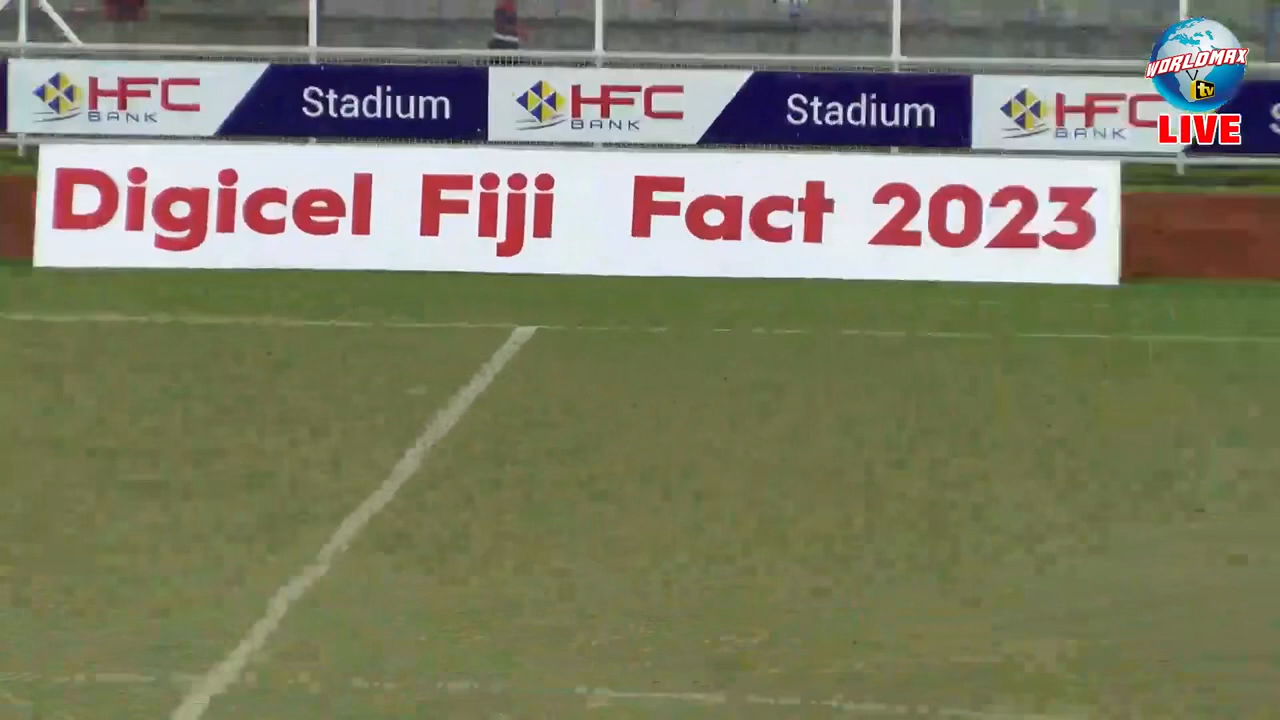 HFC BANK Stadium HFC BANK Stadium HFC BANK
WORLDMAX
tv
LIVE
Digicel Fiji Fact 2023